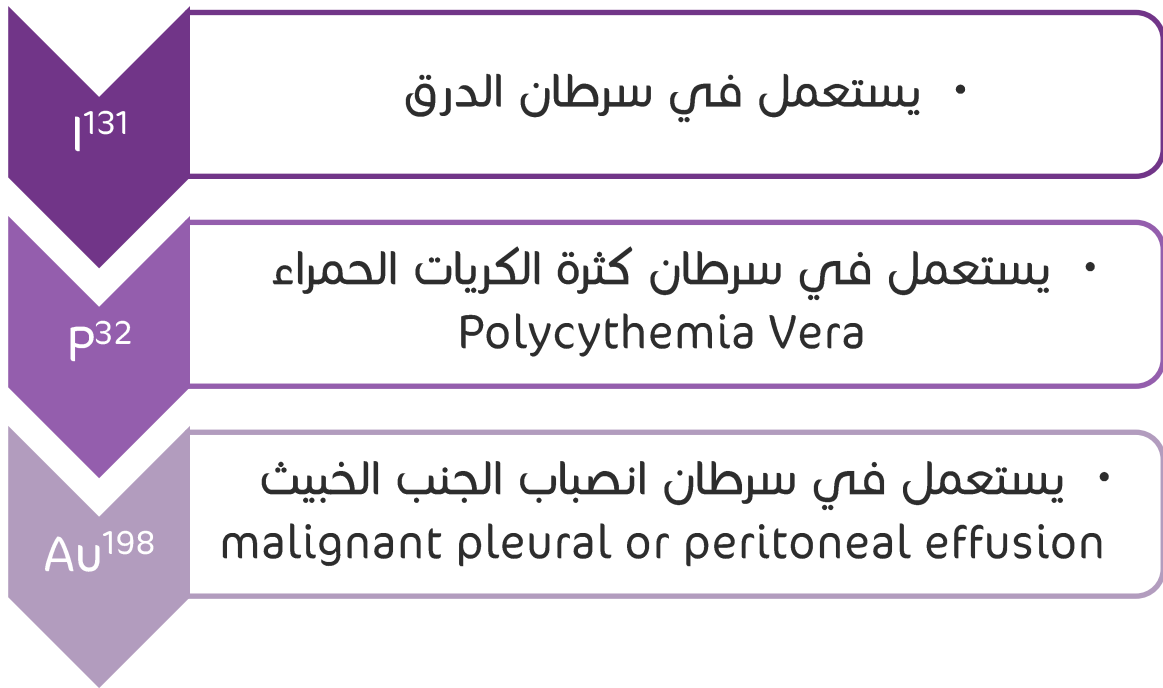 I¹³¹
• يستعمل في سرطان الدرق
P³²
• يستعمل في سرطان كثرة الكريات الحمراء
Polycythemia Vera
Au¹⁹⁸
• يستعمل في سرطان انصباب الجنب الخبيث
malignant pleural or peritoneal effusion